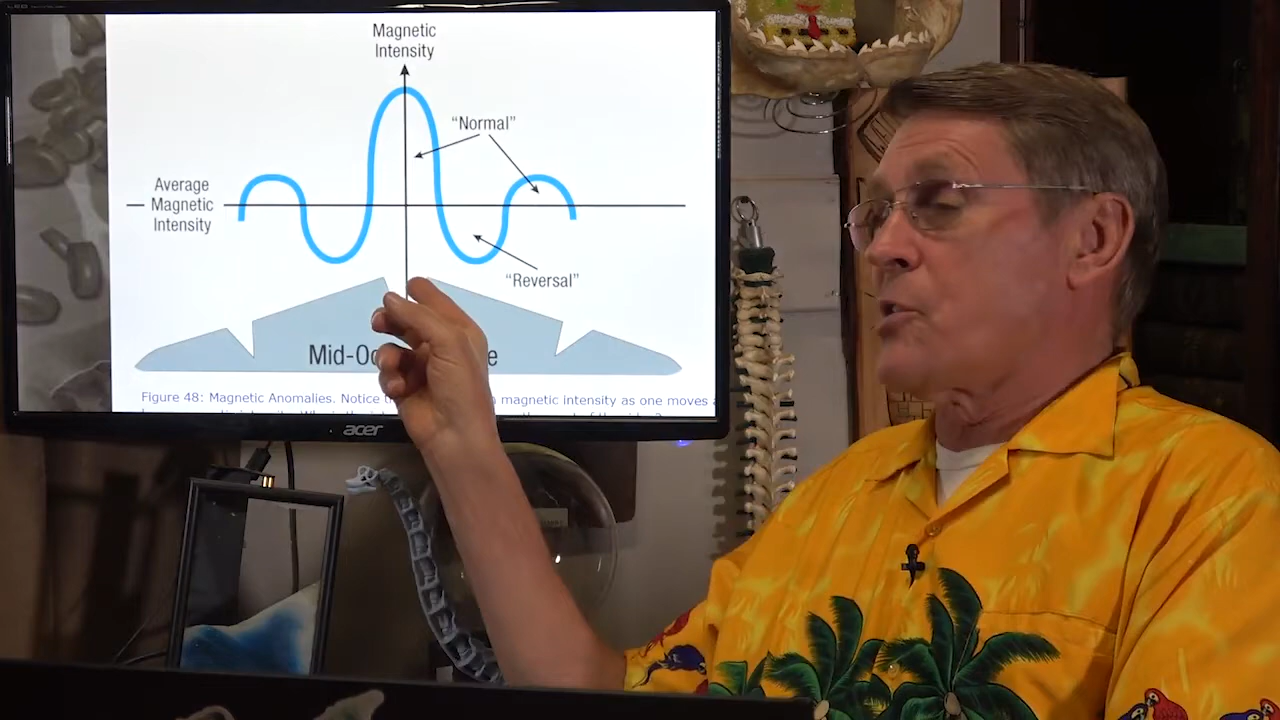 Magnetic
Intensity
"Normal"
Average
Magnetic
Intensity
"Reversal"
Mid-Oc e
Figure 48: Magnetic Anomalies. Notice magnetic intensity as one moves
acer